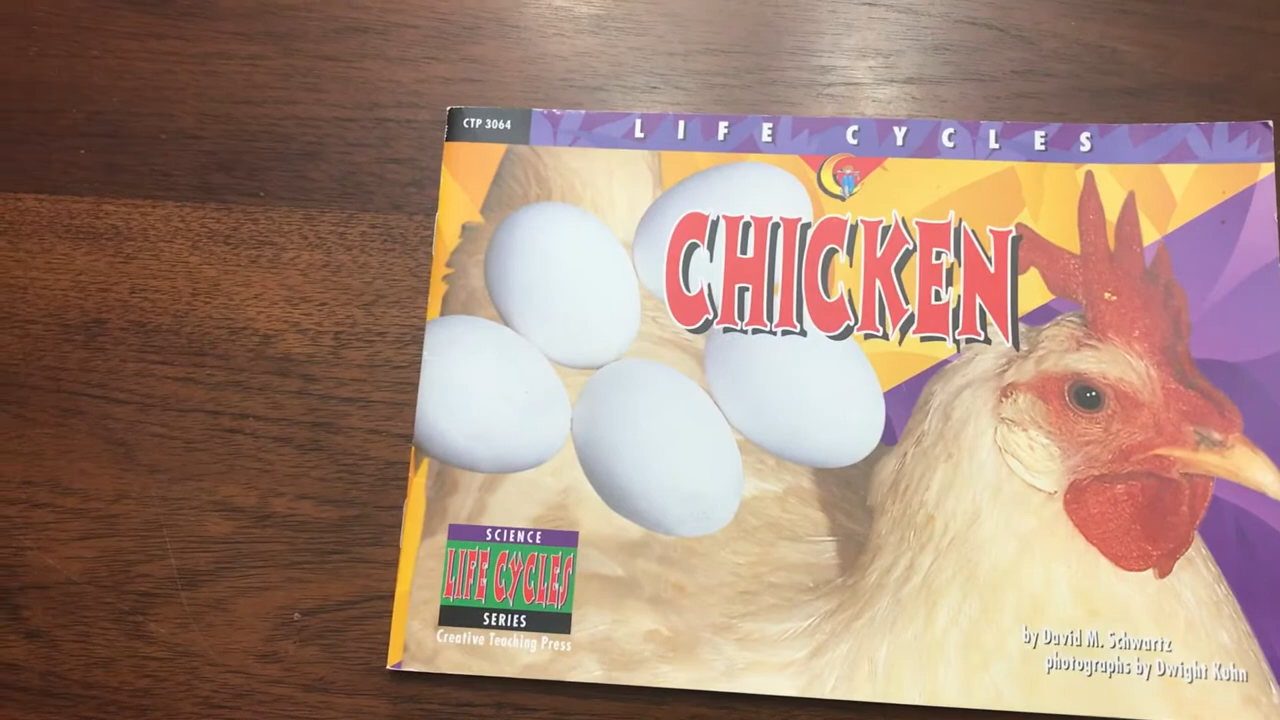 CTP 3064
LIFE CYCLES
CHICKEN
SCIENCE
LIFE CYCLES
SERIES
Creative Teaching Press
by David M. Schwartz
photographs by Dwight Kuhn